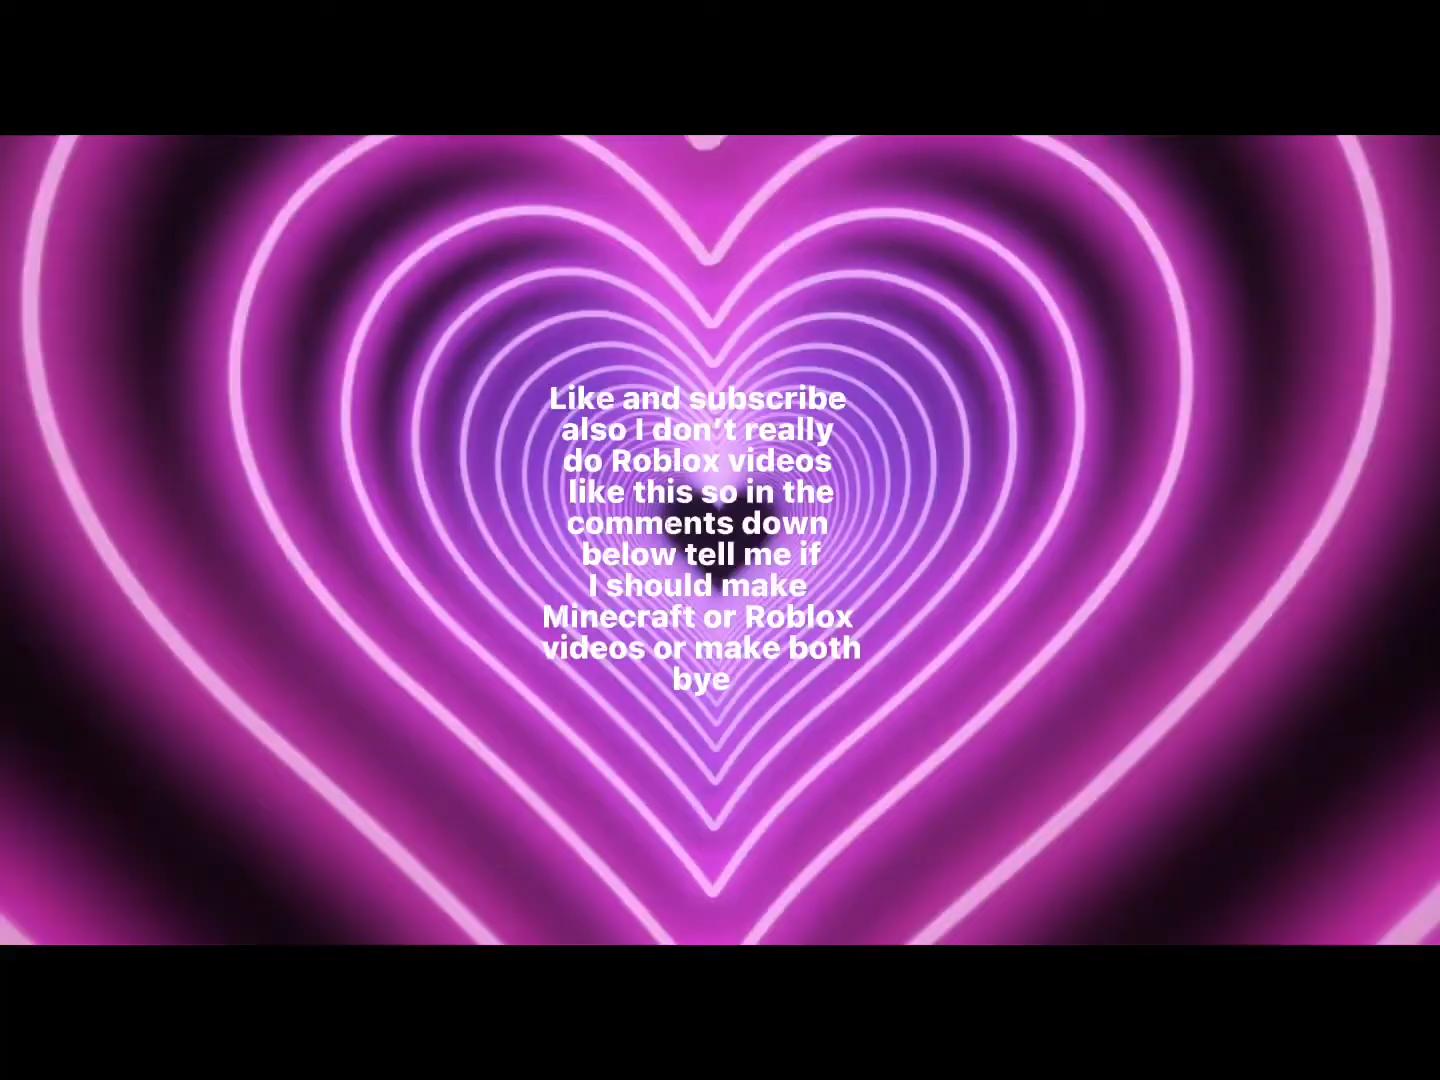 Like and subscribe
also I don’t really
do Roblox videos
like this so in the
comments down
below tell me if
I should make
Minecraft or Roblox
videos or make both
bye